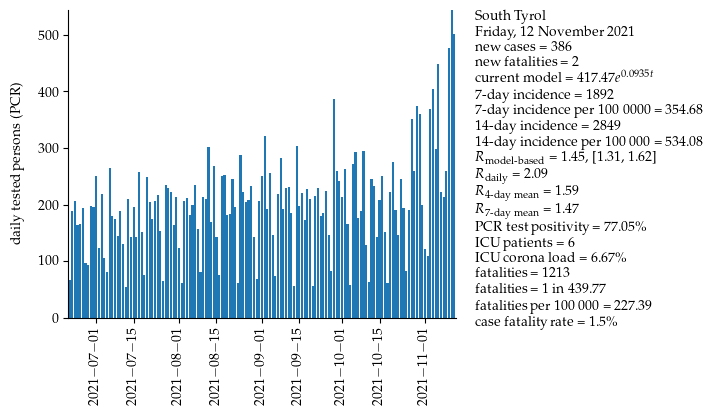 South Tyrol
Friday, 12 November 2021
new cases = 386
new fatalities = 2
current model = 417.47e^0.0935t
7-day incidence = 1892
7-day incidence per 100 0000 = 354.68
14-day incidence = 2849
14-day incidence per 100 000 = 534.08
R_model-based = 1.45, [1.31, 1.62]
R_daily = 2.09
R_4-day mean = 1.59
R_7-day mean = 1.47
PCR test positivity = 77.05%
ICU patients = 6
ICU corona load = 6.67%
fatalities = 1213
fatalities = 1 in 439.77
fatalities per 100 000 = 227.39
case fatality rate = 1.5%
daily tested persons (PCR)
500
400
300
200
100
0
2021−07−01
2021−07−15
2021−08−01
2021−08−15
2021−09−01
2021−09−15
2021−10−01
2021−10−15
2021−11−01